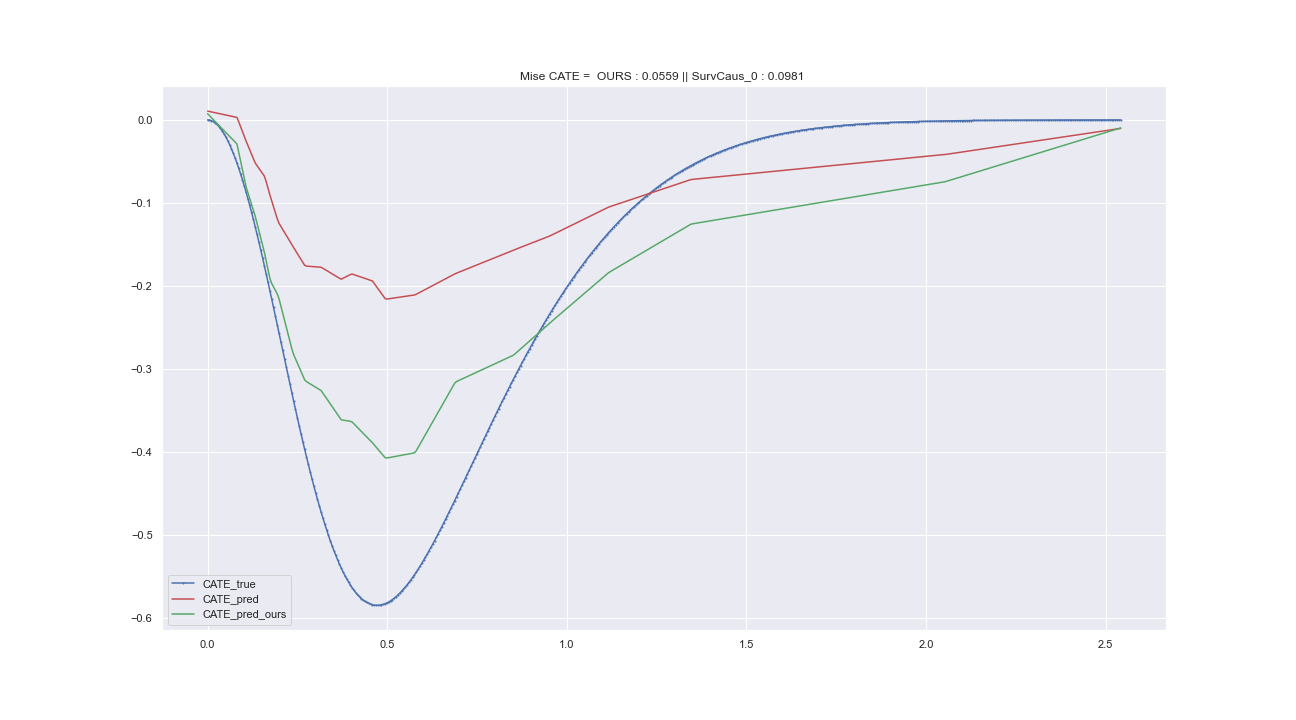 Mise CATE =  OURS : 0.0559 || SurvCaus_0 : 0.0981
0.0
−0.1
−0.2
−0.3
−0.4
−0.5
−0.6
CATE_true
CATE_pred
CATE_pred_ours
0.0 0.5 1.0 1.5 2.0 2.5